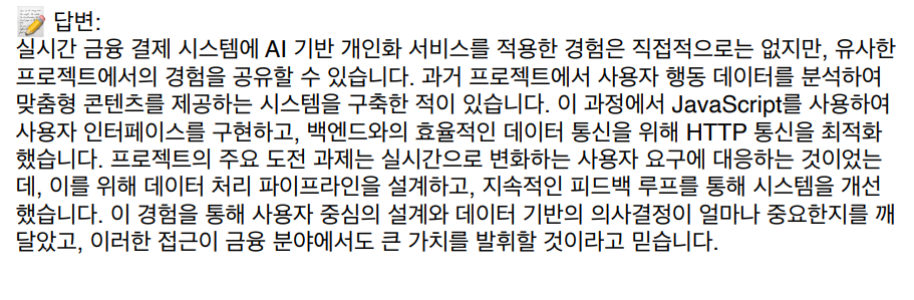 📝 답변:
실시간 금융 결제 시스템에 AI 기반 개인화 서비스를 적용한 경험은 직접적으로는 없지만, 유사한
프로젝트에서의 경험을 공유할 수 있습니다. 과거 프로젝트에서 사용자 행동 데이터를 분석하여
맞춤형 콘텐츠를 제공하는 시스템을 구축한 적이 있습니다. 이 과정에서 JavaScript를 사용하여
사용자 인터페이스를 구현하고, 백엔드와의 효율적인 데이터 통신을 위해 HTTP 통신을 최적화
했습니다. 프로젝트의 주요 도전 과제는 실시간으로 변화하는 사용자 요구에 대응하는 것이었는
데, 이를 위해 데이터 처리 파이프라인을 설계하고, 지속적인 피드백 루프를 통해 시스템을 개선
했습니다. 이 경험을 통해 사용자 중심의 설계와 데이터 기반의 의사결정이 얼마나 중요한지를 깨
달았고, 이러한 접근이 금융 분야에서도 큰 가치를 발휘할 것이라고 믿습니다.